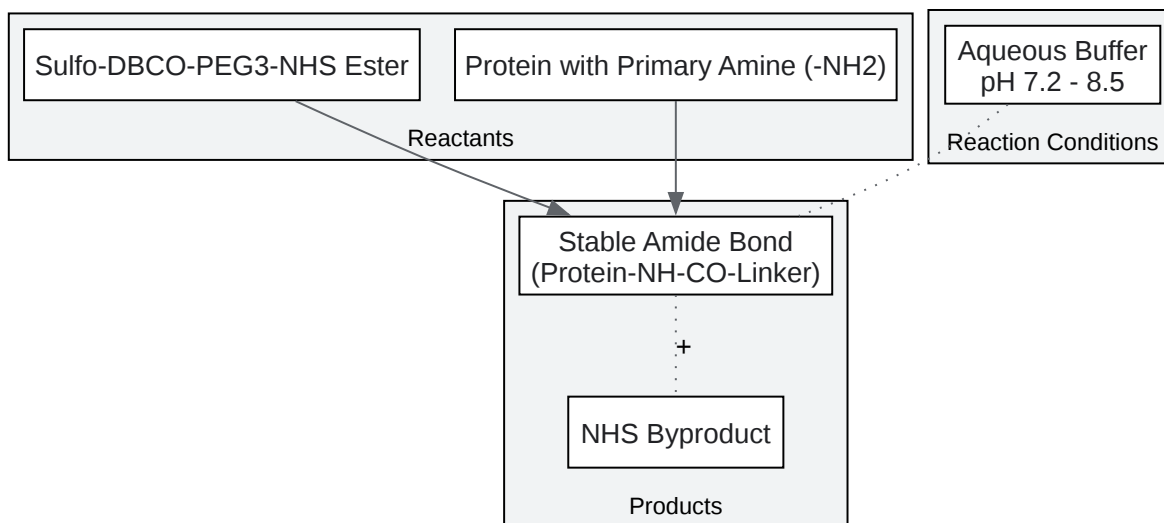 Sulfo-DBCO-PEG3-NHS Ester
Protein with Primary Amine (-NH2)
Reactants
Aqueous Buffer
pH 7.2 - 8.5
Reaction Conditions
Stable Amide Bond
(Protein-NH-CO-Linker)
+
NHS Byproduct
Products